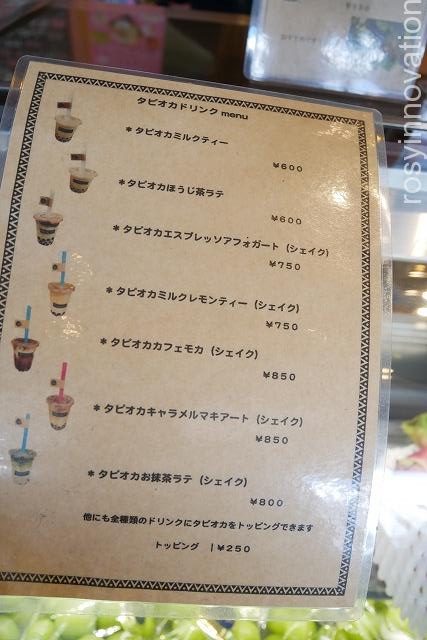 タピオカドリンク menu
＊タピオカミルクティー
¥600
＊タピオカほうじ茶ラテ
¥600
＊タピオカエスプレッソアフォガート（シェイク）
¥750
＊タピオカミルクレモンティー（シェイク）
¥750
＊タピオカカフェモカ（シェイク）
¥850
＊タピオカキャラメルマキアート（シェイク）
¥850
＊タピオカお抹茶ラテ（シェイク）
¥800
他にも全種類のドリンクにタピオカをトッピングできます
トッピング　|¥250
rosyinnovation